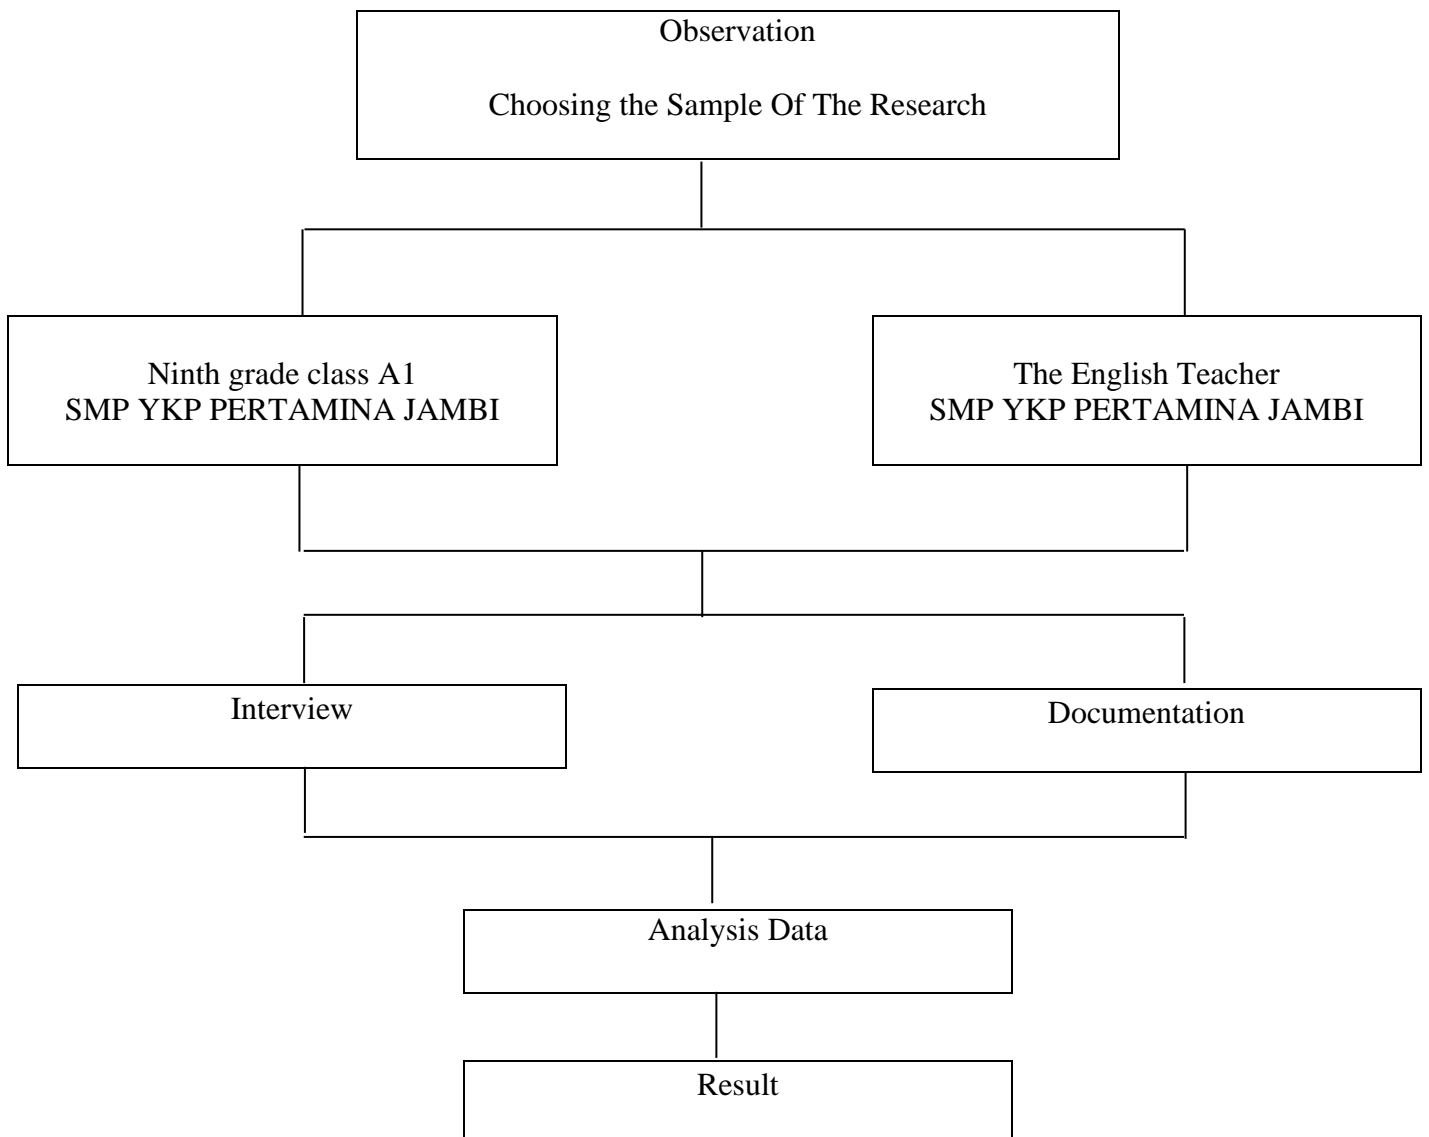 Observation
Choosing the Sample Of The Research
Ninth grade class A1
SMP YKP PERTAMINA JAMBI
The English Teacher
SMP YKP PERTAMINA JAMBI
Interview
Documentation
Analysis Data
Result